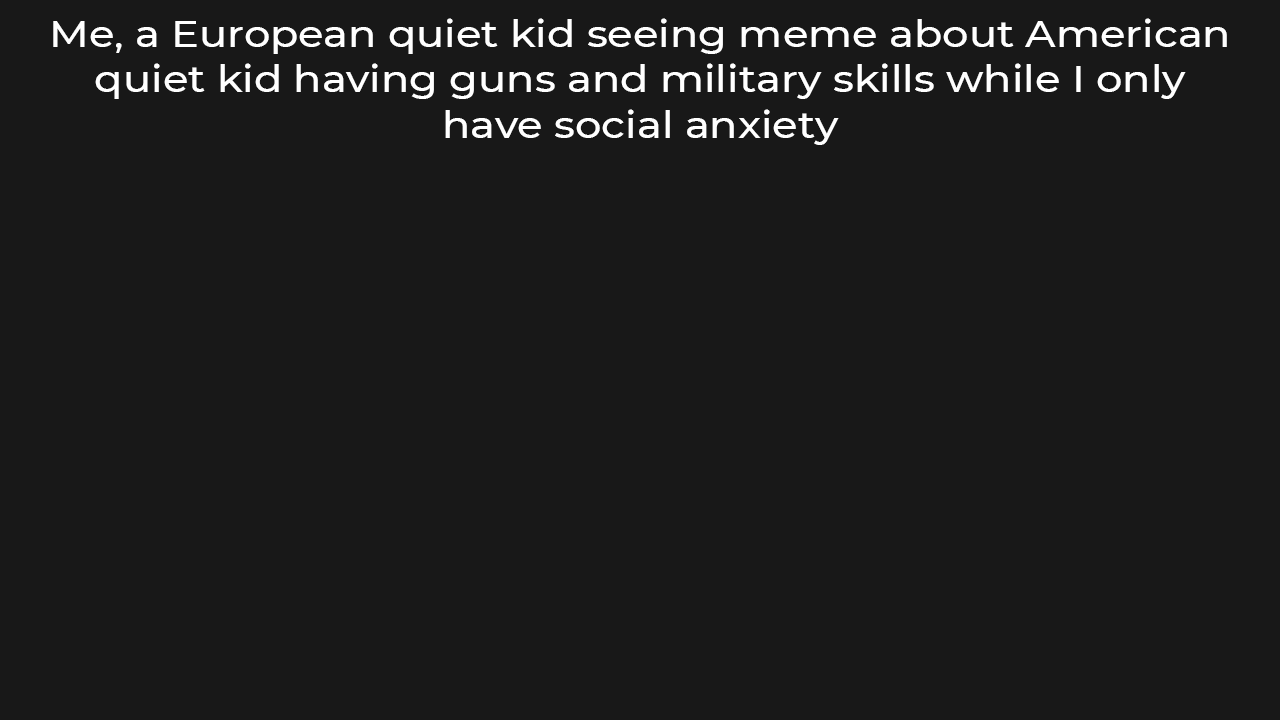 Me, a European quiet kid seeing meme about American
quiet kid having guns and military skills while I only
have social anxiety